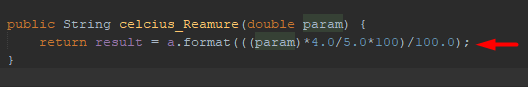 public String celcius_Reamure(double param) {
return result = a.format(((param)*4.0/5.0*100)/100.0);
}